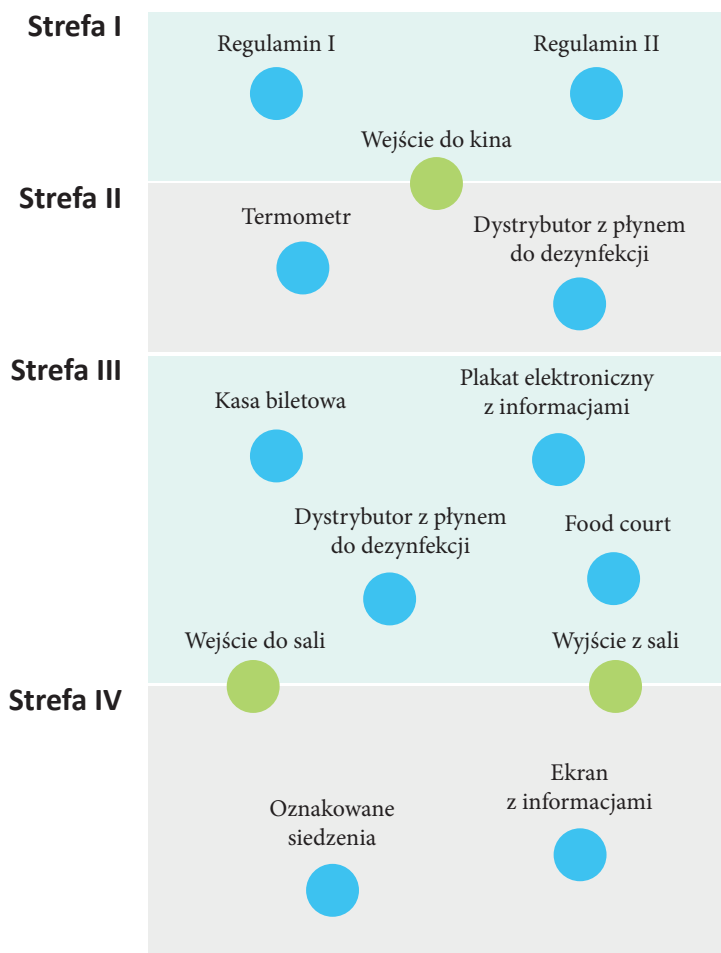 Strefa I
Regulamin I
Regulamin II
Wejście do kina
Strefa II
Termometr
Dystrybutor z płynem
do dezynfekcji
Strefa III
Kasa biletowa
Plakat elektroniczny
z informacjami
Dystrybutor z płynem
do dezynfekcji
Food court
Wejście do sali
Wyjście z sali
Strefa IV
Oznakowane
siedzenia
Ekran
z informacjami